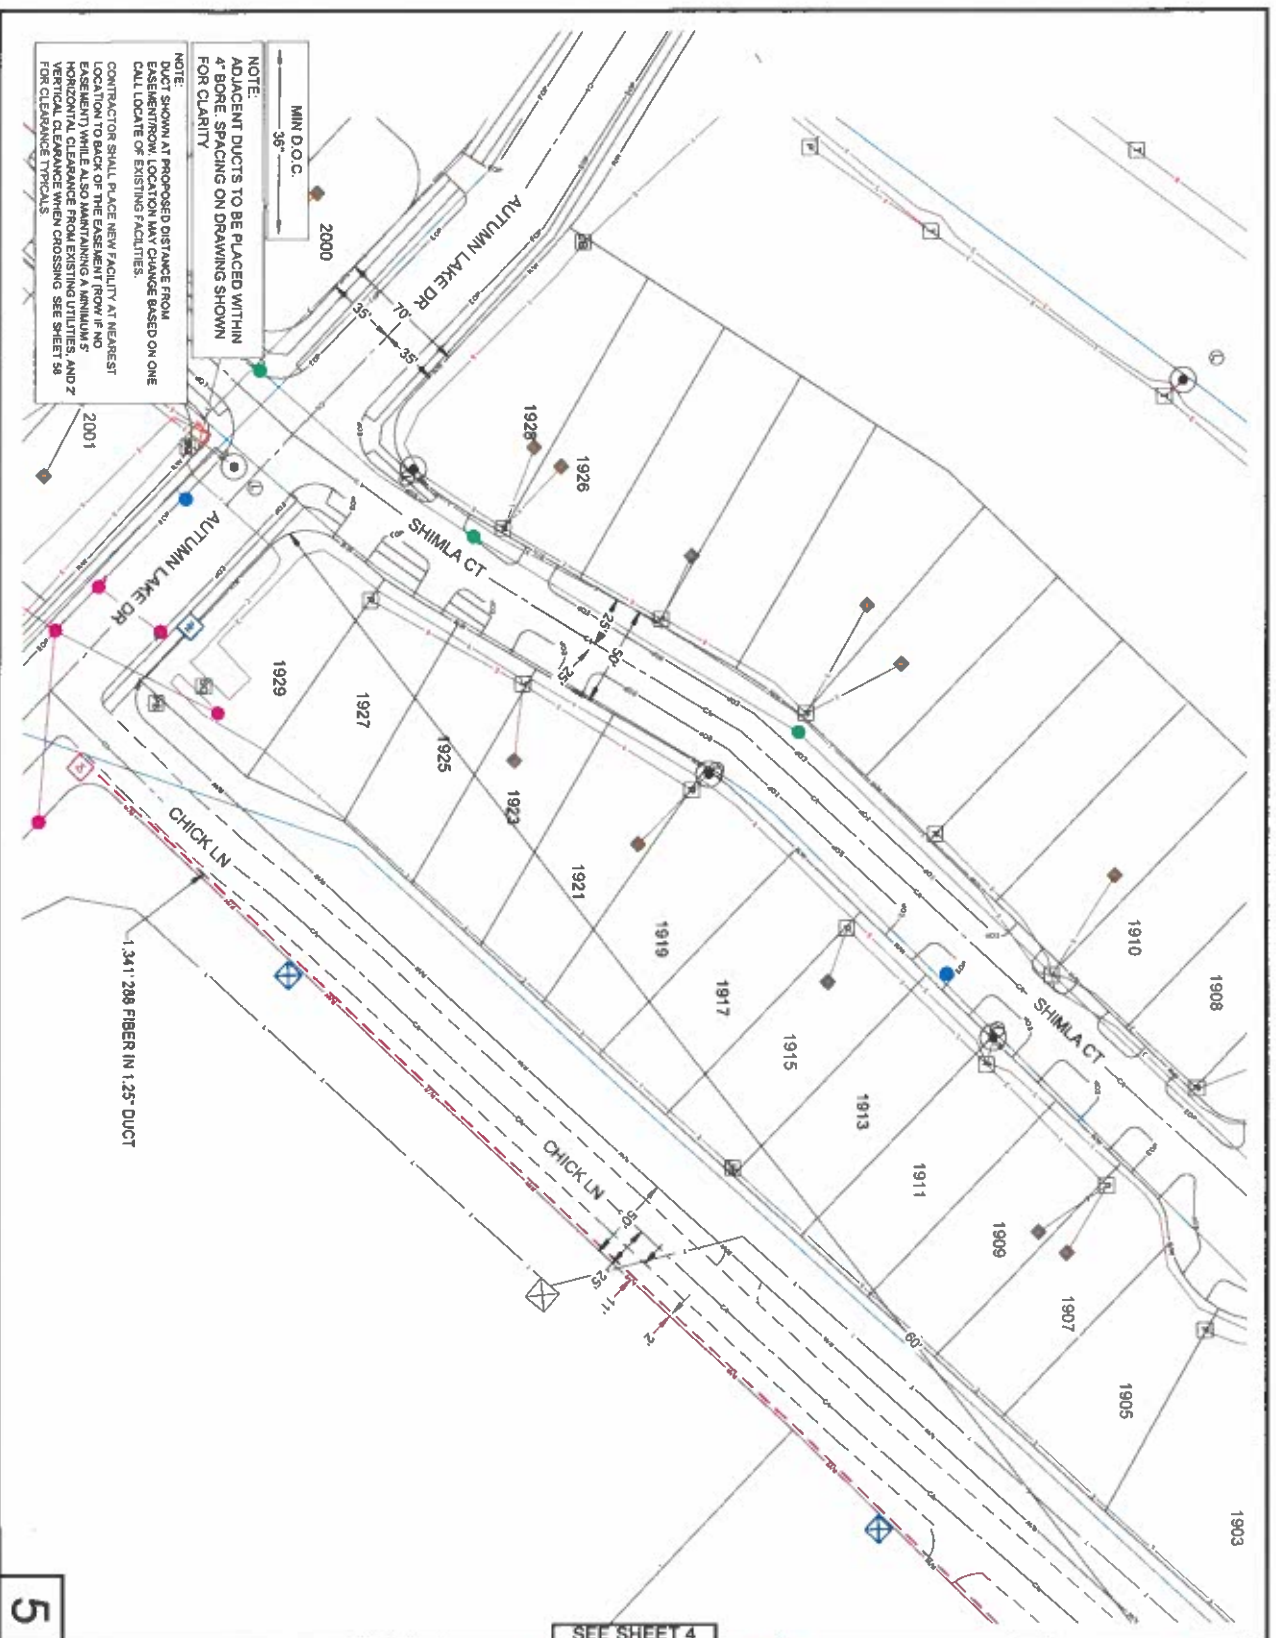 MIN D.O.C.
36"
NOTE:
ADJACENT DUCTS TO BE PLACED WITHIN
4" BORE. SPACING ON DRAWING SHOWN
FOR CLARITY
NOTE:
DUCT SHOWN AT PROPOSED DISTANCE FROM
EASEMENT/ROW. LOCATION MAY CHANGE BASED ON ONE
CALL LOCATE OF EXISTING FACILITIES.
CONTRACTOR SHALL PLACE NEW FACILITY AT NEAREST
LOCATION TO BACK OF THE EASEMENT (ROW IF NO
EASEMENT) WHILE ALSO MAINTAINING A MINIMUM 5'
HORIZONTAL CLEARANCE FROM EXISTING UTILITIES, AND 2'
VERTICAL CLEARANCE WHEN CROSSING. SEE SHEET 58
FOR CLEARANCE TYPICALS.
2000
2001
AUTUMN LAKE DR
70'
35'
35'
AUTUMN LAKE DR
1928
1926
SHIMLA CT
25'
50'
25'
1910
1908
SHIMLA CT
1929
1927
1925
1923
1921
1919
1917
1915
1913
1911
1909
1907
1905
1903
CHICK LN
1,341' 288 FIBER IN 1.25" DUCT
CHICK LN
50'
25'
11'
2'
60'
SEE SHEET 4
5